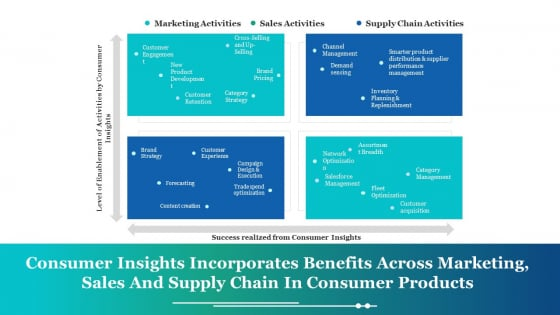 Marketing Activities
Sales Activities
Supply Chain Activities
Level of Enablement of Activities by Consumer
Insights
Customer
Engagemen
t
Cross-Selling
and Up-
Selling
New
Product
Developmen
t
Brand
Pricing
Customer
Retention
Category
Strategy
Channel
Management
Smarter product
distribution & supplier
performance
management
Demand
sensing
Inventory
Planning &
Replenishment
Brand
Strategy
Customer
Experience
Campaign
Design &
Execution
Forecasting
Trade spend
optimization
Content creation
Assortmen
t Breadth
Network
Optimizatio
n
Salesforce
Management
Category
Management
Fleet
Optimization
Customer
acquisition
Success realized from Consumer Insights
Consumer Insights Incorporates Benefits Across Marketing,
Sales And Supply Chain In Consumer Products